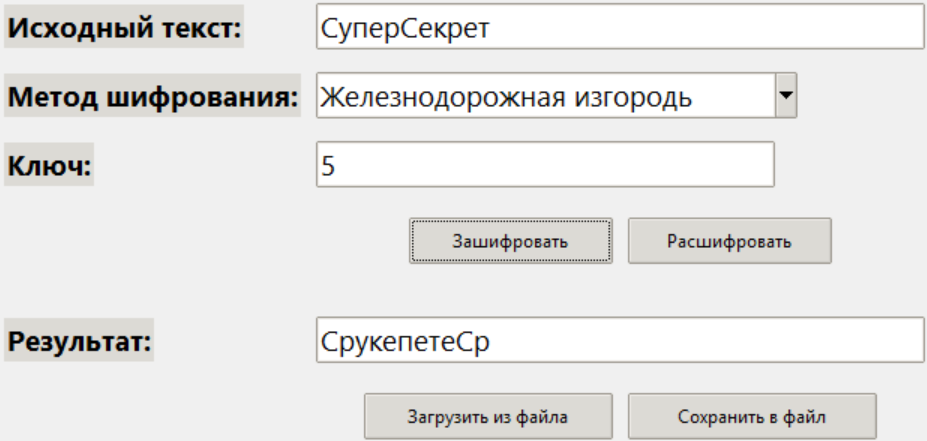 Исходный текст: СуперСекрет
Метод шифрования: Железнодорожная изгородь
Ключ: 5
Зашифровать Расшифровать
Результат: СрукепетеСр
Загрузить из файла Сохранить в файл